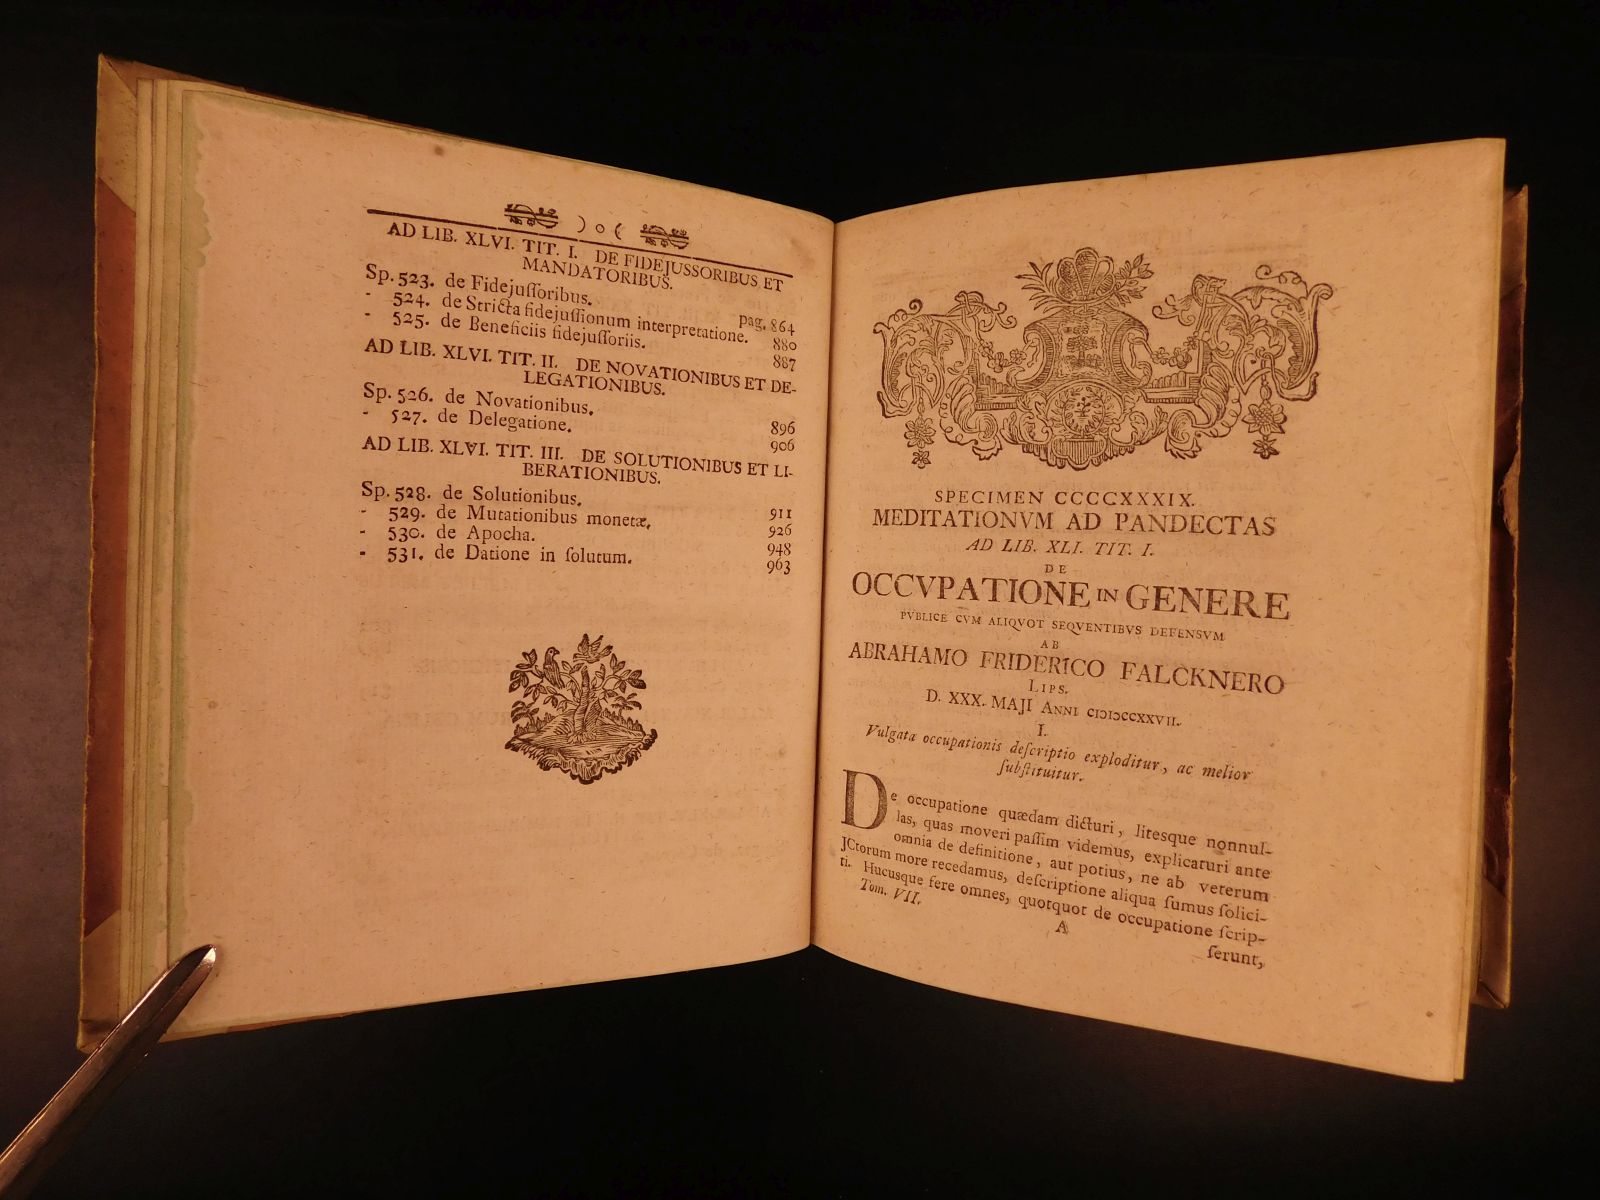 ) o (
AD LIB. XLVI. TIT. I. DE FIDEJUSSORIBUS ET
MANDATORIBUS.
Sp. 523. de Fidejuſſoribus. pag. 864
- 524. de Stricta fidejuſſionum interpretatione. 880
- 525. de Beneficiis fidejuſſoriis. 887
AD LIB. XLVI. TIT. II. DE NOVATIONIBUS ET DE-
LEGATIONIBUS.
Sp. 526. de Novationibus. 896
- 527. de Delegatione. 906
AD LIB. XLVI. TIT. III. DE SOLUTIONIBUS ET LI-
BERATIONIBUS.
Sp. 528. de Solutionibus. 911
- 529. de Mutationibus monetæ. 926
- 530. de Apocha. 948
- 531. de Datione in ſolutum. 963
SPECIMEN CCCCXXXIX.
MEDITATIONVM AD PANDECTAS
AD LIB. XLI. TIT. I.
DE
OCCVPATIONE IN GENERE
PVBLICE CVM ALIQVOT SEQVENTIBVS DEFENSVM
AB
ABRAHAMO FRIDERICO FALCKNERO
LIPS.
D. XXX. MAJI ANNI CIƆIƆCCXXVII.
I.
Vulgata occupationis deſcriptio exploditur, ac melior
ſubſtituitur.
De occupatione quædam dicturi, litesque nonnul-
las, quas moveri paſſim videmus, explicaturi ante
omnia de definitione, aut potius, ne ab veterum
JCtorum more recedamus, deſcriptione aliqua ſumus ſolici-
ti. Hucusque fere omnes, quotquot de occupatione ſcrip-
Tom. VII. A ſerunt,